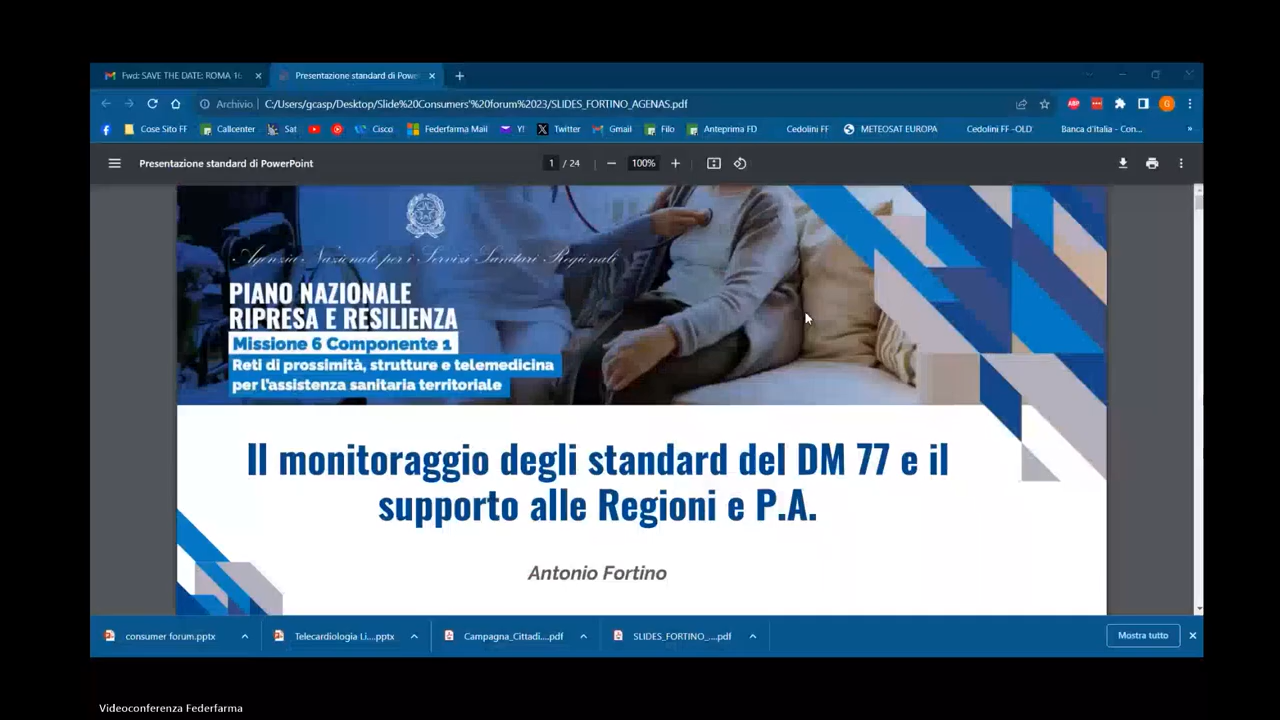 Fwd: SAVE THE DATE: ROMA 16
Presentazione standard di Powe
Archivio
C:/Users/gcasp/Desktop/Slide%20Consumers'%20forum%2023/SLIDES_FORTINO_AGENAS.pdf
Cose Sito FF
Callcenter
Sat
Cisco
Federfarma Mail
Y!
Twitter
Gmail
Filo
Anteprima FD
Cedolini FF
METEOSAT EUROPA
Cedolini FF -OLD
Banca d'Italia - Con...
»
Presentazione standard di PowerPoint
1 / 24
100%
Agenzia Nazionale per i Servizi Sanitari Regionali
PIANO NAZIONALE
RIPRESA E RESILIENZA
Missione 6 Componente 1
Reti di prossimità, strutture e telemedicina
per l'assistenza sanitaria territoriale
Il monitoraggio degli standard del DM 77 e il
supporto alle Regioni e P.A.
Antonio Fortino
consumer forum.pptx
Telecardiologia Li....pptx
Campagna_Cittadi....pdf
SLIDES_FORTINO_....pdf
Mostra tutto
Videoconferenza Federfarma